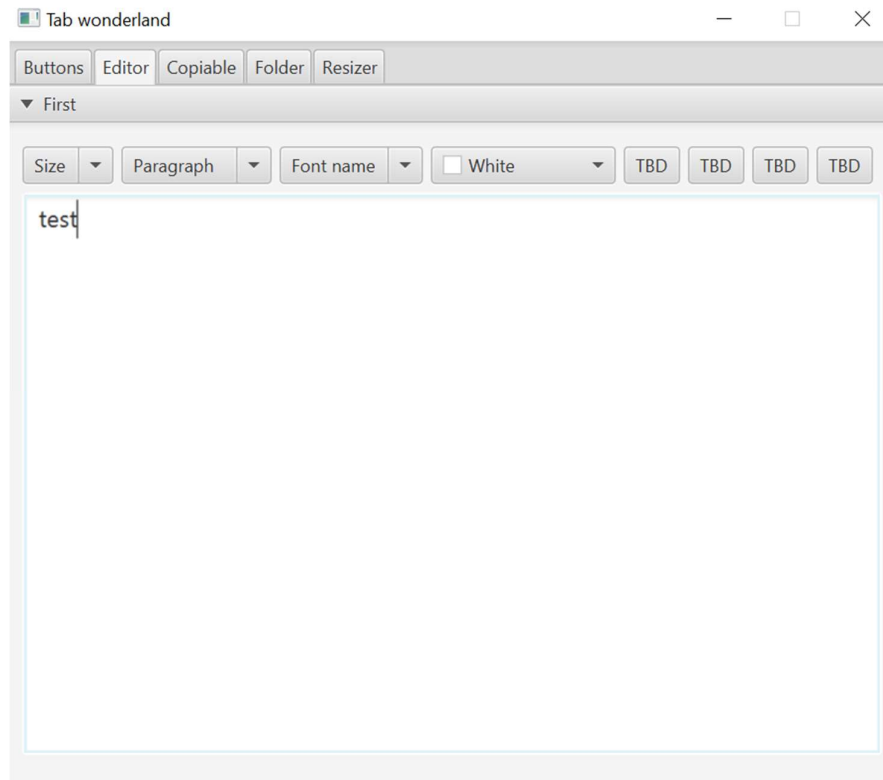 Tab wonderland
Buttons Editor Copiable Folder Resizer
First
Size Paragraph Font name White TBD TBD TBD TBD
test